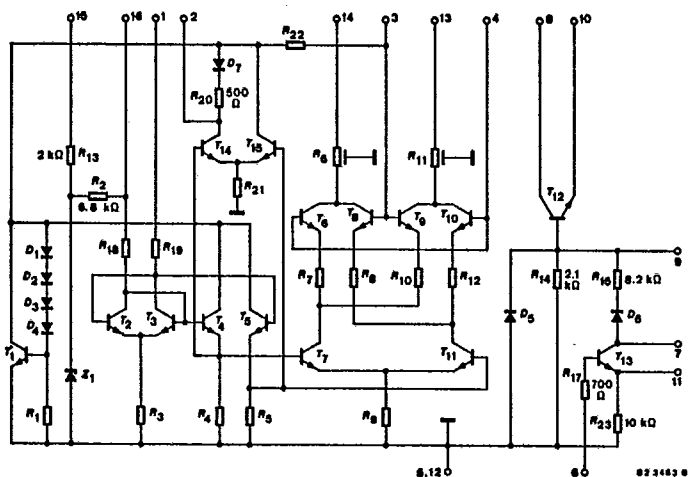 15 16 1 2 14 3 13 4 8 10
R22
D7
R20 500 Ω
T14 T15
R13 2 kΩ
R6 R11
R2 6.8 kΩ
R21
T12
T6 T8 T9 T10
R18 R19
D1
D2
D3
D4
R7 R8 R10 R12
R14 2.1 kΩ
R16 8.2 kΩ
9
T2 T3 T4 T5
D5 D6
T1
T7 T11
T13
7
Z1
R17 700 Ω
11
R1 R3 R4 R5 R9
R23 10 kΩ
5,12
6